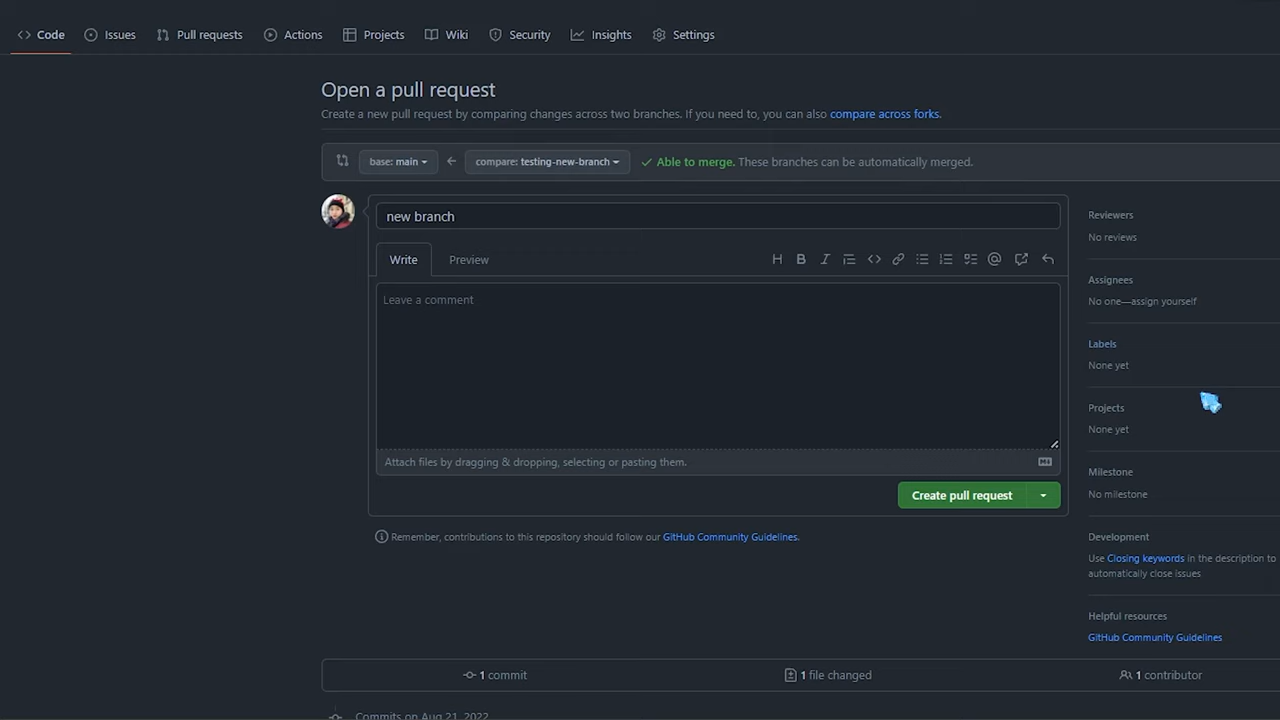 Code Issues Pull requests Actions Projects Wiki Security Insights Settings
Open a pull request
Create a new pull request by comparing changes across two branches. If you need to, you can also compare across forks.
base: main compare: testing-new-branch Able to merge. These branches can be automatically merged.
new branch
Write Preview
Leave a comment
Attach files by dragging & dropping, selecting or pasting them.
Create pull request
Remember, contributions to this repository should follow our GitHub Community Guidelines.
Reviewers
No reviews
Assignees
No one—assign yourself
Labels
None yet
Projects
None yet
Milestone
No milestone
Development
Use Closing keywords in the description to
automatically close issues
Helpful resources
GitHub Community Guidelines
1 commit 1 file changed 1 contributor
Commits on Aug 21, 2022